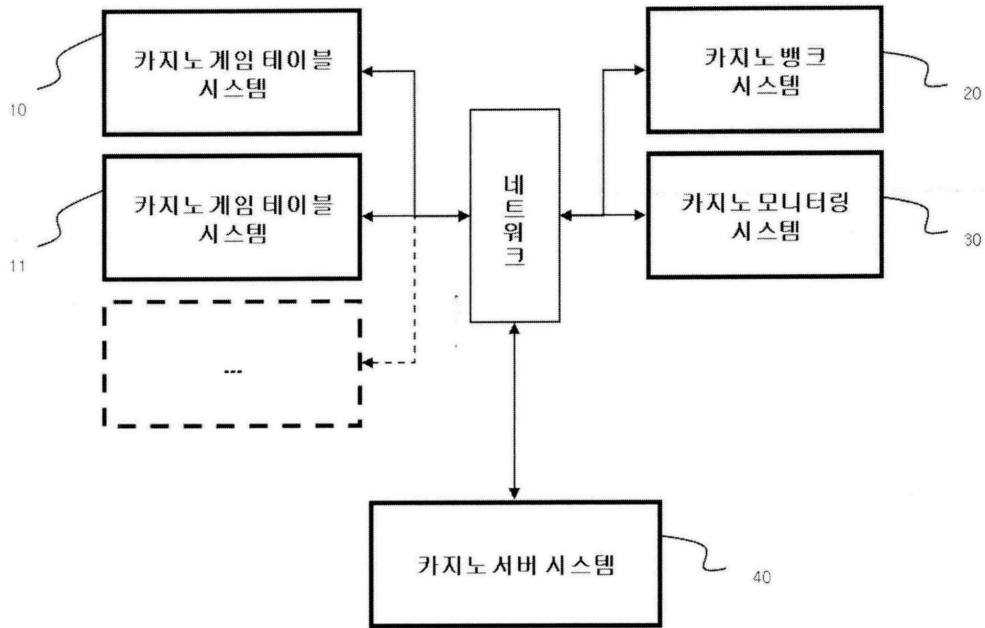 카지노 게임 테이블
시스템
10
카지노 게임 테이블
시스템
11
...
네
트
워
크
카지노 뱅크
시스템
20
카지노 모니터링
시스템
30
카지노 서버 시스템
40